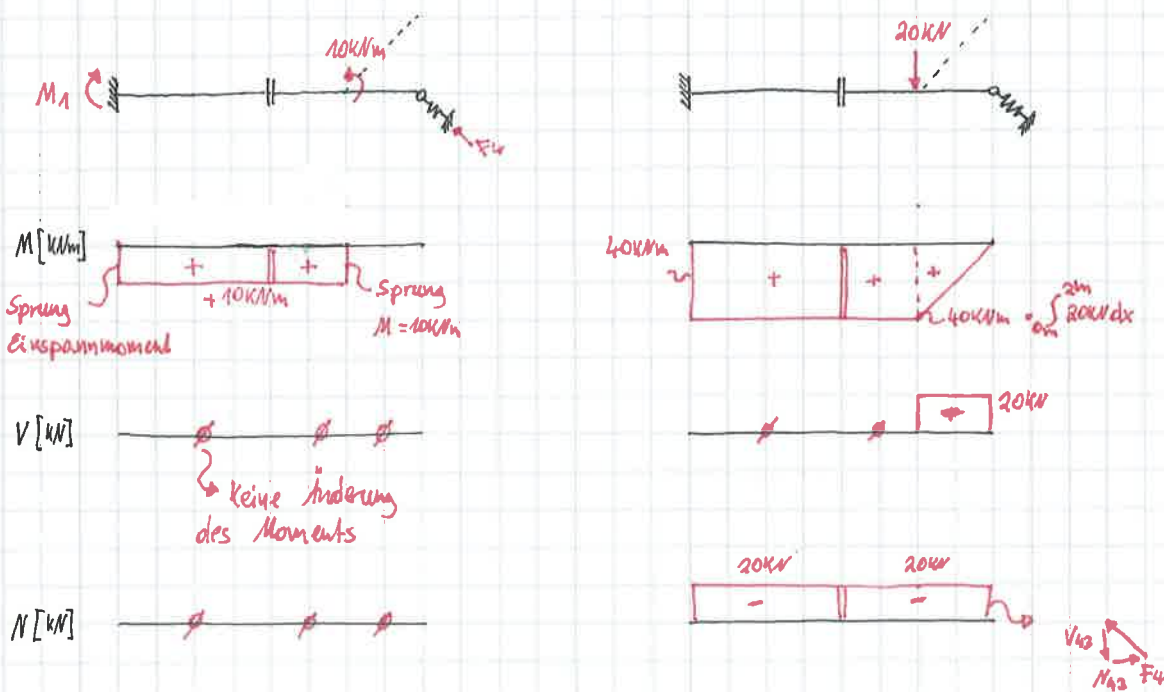 10kNm
M1
F4
20kN
M[kNm]
+
+
+ 10kNm
Sprung
Einspannmoment
Sprung
M = 10kNm
40kNm
+
+
+
40kNm
2m
∫ 20kN dx
0m
V[kN]
ø ø ø
Keine Änderung
des Moments
ø ø
20kN
N[kN]
ø ø ø
20kN
20kN
-
-
V43
N43
F4